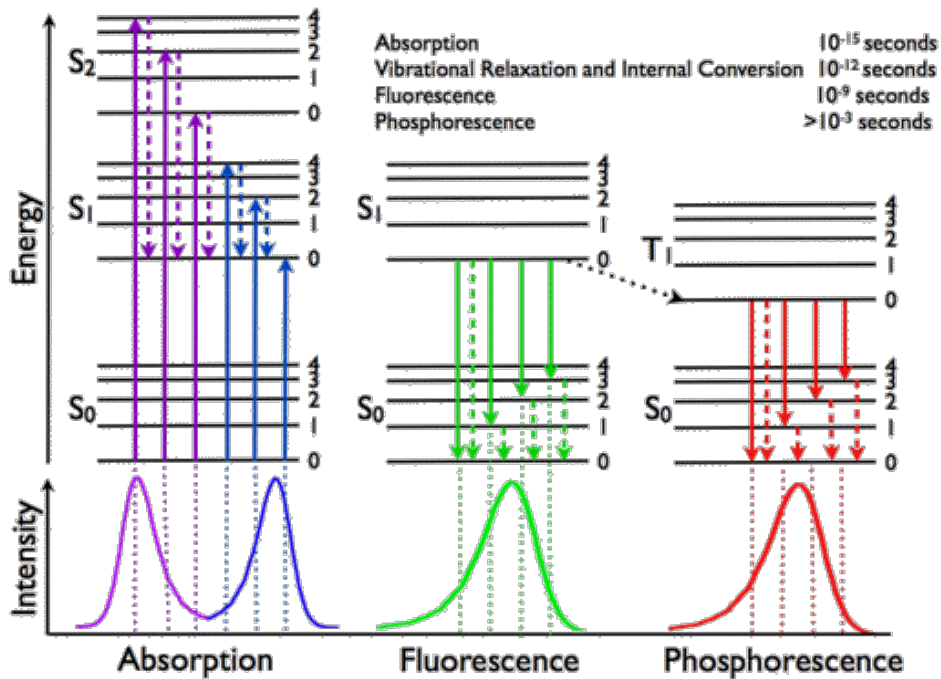 Energy
S2
4
3
2
1
0
S1
4
3
2
1
0
S0
4
3
2
1
0
Absorption 10⁻¹⁵ seconds
Vibrational Relaxation and Internal Conversion 10⁻¹² seconds
Fluorescence 10⁻⁹ seconds
Phosphorescence >10⁻³ seconds
S1
4
3
2
1
0
S0
4
3
2
1
0
T1
4
3
2
1
0
S0
4
3
2
1
0
Intensity
Absorption
Fluorescence
Phosphorescence